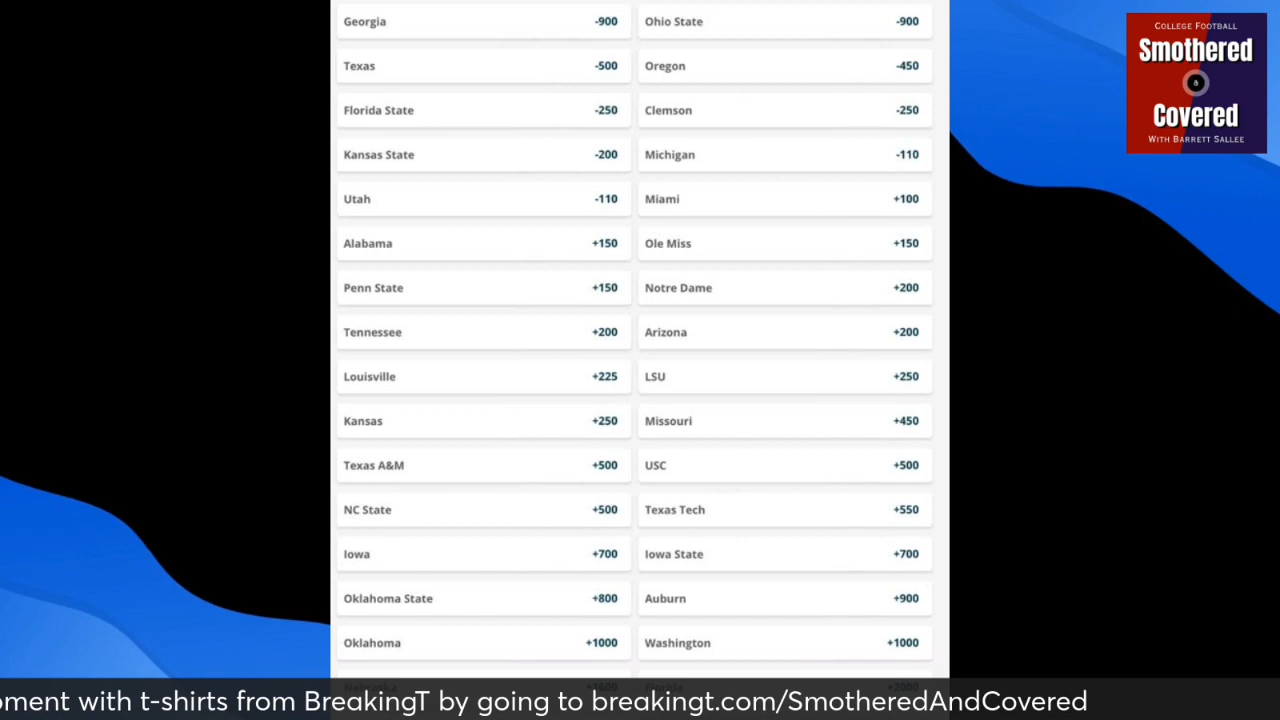 Georgia -900 Ohio State -900
Texas -500 Oregon -450
Florida State -250 Clemson -250
Kansas State -200 Michigan -110
Utah -110 Miami +100
Alabama +150 Ole Miss +150
Penn State +150 Notre Dame +200
Tennessee +200 Arizona +200
Louisville +225 LSU +250
Kansas +250 Missouri +450
Texas A&M +500 USC +500
NC State +500 Texas Tech +550
Iowa +700 Iowa State +700
Oklahoma State +800 Auburn +900
Oklahoma +1000 Washington +1000
College Football
Smothered
&
Covered
With Barrett Sallee
oment with t-shirts from BreakingT by going to breakingt.com/SmotheredAndCovered